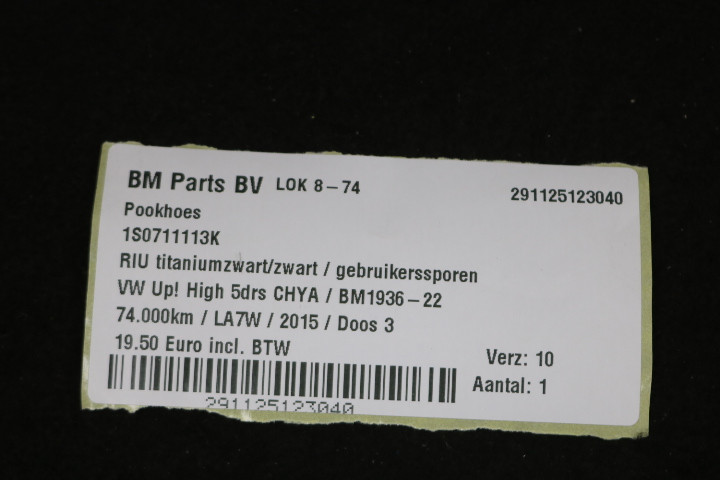 BM Parts BV LOK 8-74
291125123040
Pookhoes
1S0711113K
RIU titaniumzwart/zwart / gebruikerssporen
VW Up! High 5drs CHYA / BM1936-22
74.000km / LA7W / 2015 / Doos 3
19.50 Euro incl. BTW
Verz: 10
Aantal: 1
291125123040